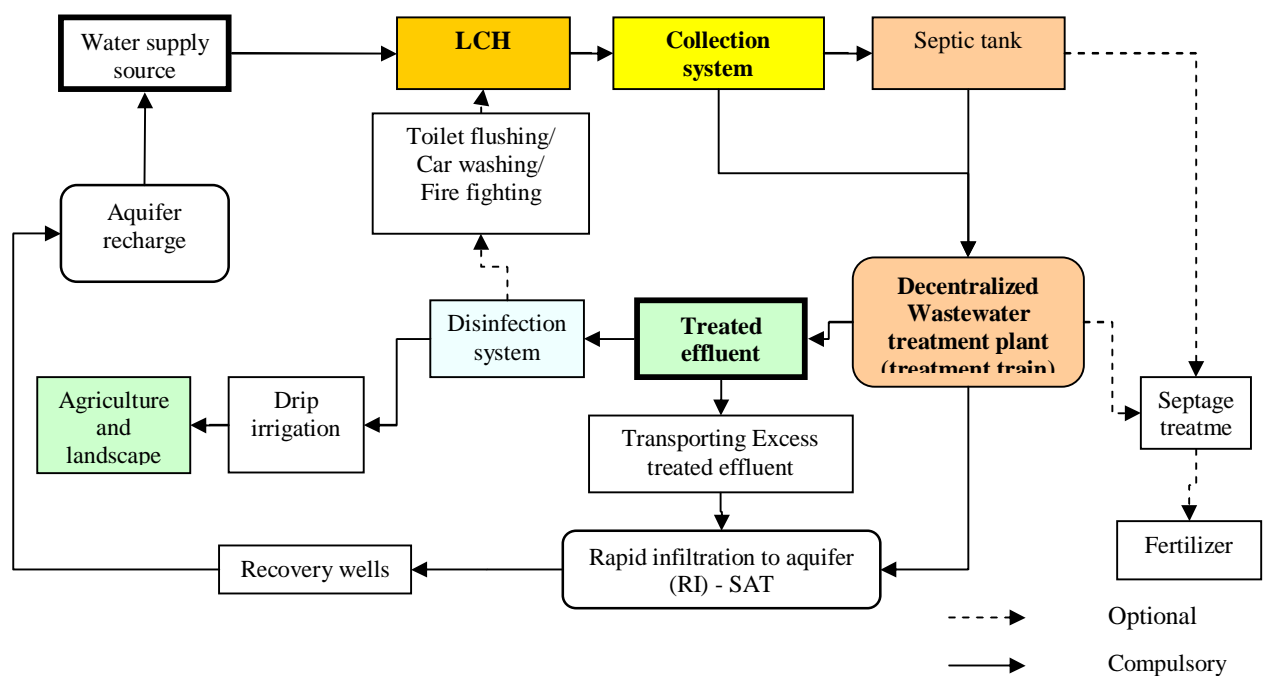 Water supply
source
LCH
Collection
system
Septic tank
Toilet flushing/
Car washing/
Fire fighting
Aquifer
recharge
Decentralized
Wastewater
treatment plant
(treatment train)
Treated
effluent
Disinfection
system
Agriculture
and
landscape
Drip
irrigation
Transporting Excess
treated effluent
Septage
treatme
Rapid infiltration to aquifer
(RI) - SAT
Recovery wells
Fertilizer
Optional
Compulsory